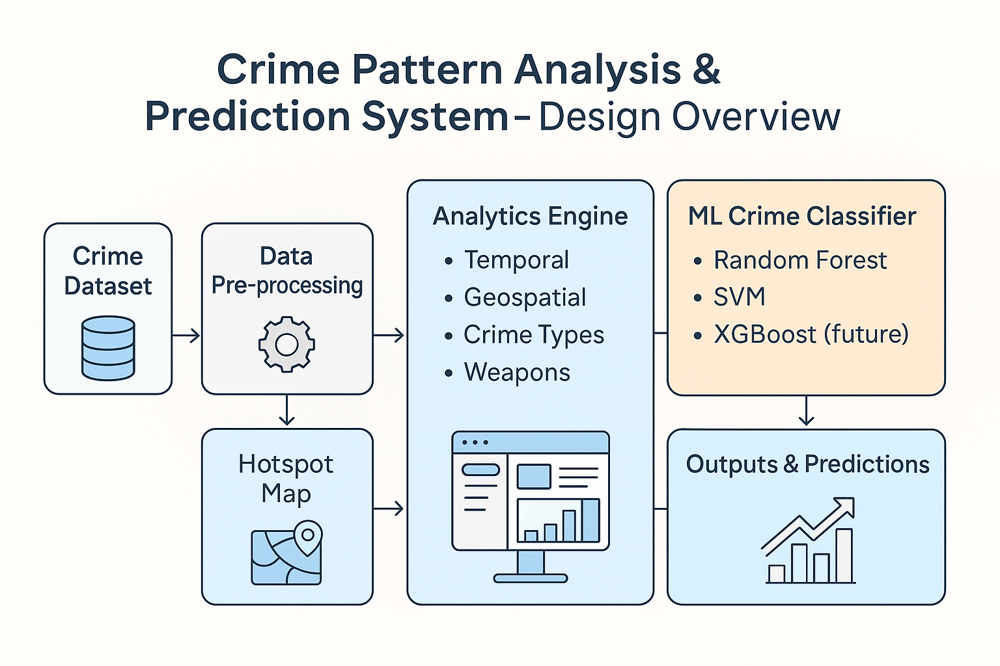 Crime Pattern Analysis &
Prediction System - Design Overview
Crime
Dataset
Data
Pre-processing
Hotspot
Map
Analytics Engine
• Temporal
• Geospatial
• Crime Types
• Weapons
ML Crime Classifier
• Random Forest
• SVM
• XGBoost (future)
Outputs & Predictions